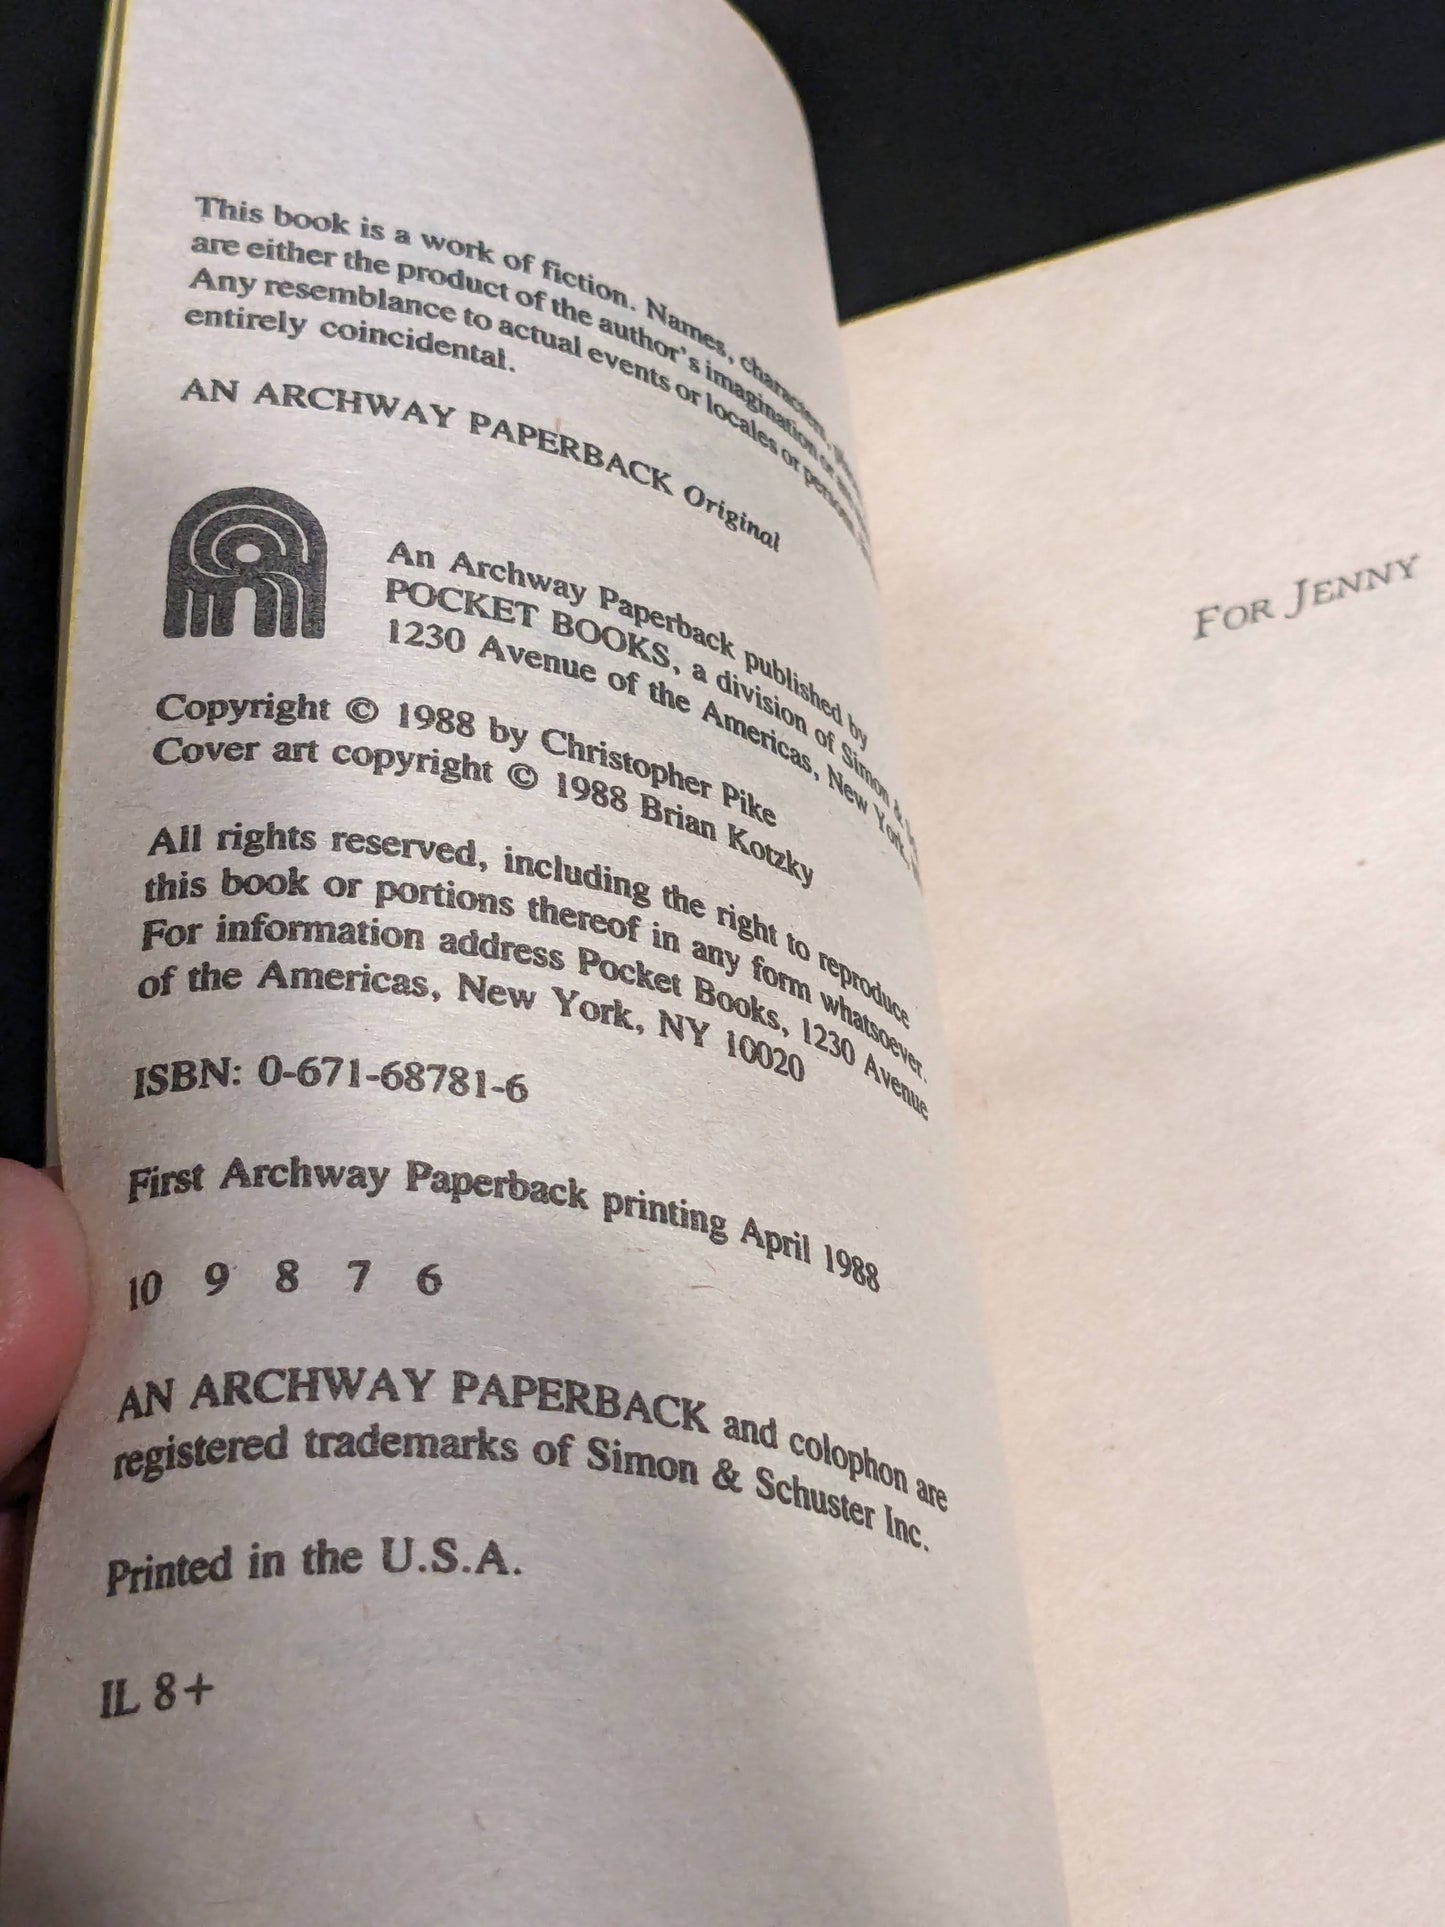 This book is a work of fiction. Names, characters,
are either the product of the author's imagination or
Any resemblance to actual events or locales or persons,
entirely coincidental.
AN ARCHWAY PAPERBACK Original
An Archway Paperback published by
POCKET BOOKS, a division of Simon &
1230 Avenue of the Americas, New York,
Copyright © 1988 by Christopher Pike
Cover art copyright © 1988 Brian Kotzky
All rights reserved, including the right to reproduce
this book or portions thereof in any form whatsoever.
For information address Pocket Books, 1230 Avenue
of the Americas, New York, NY 10020
ISBN: 0-671-68781-6
First Archway Paperback printing April 1988
10 9 8 7 6
AN ARCHWAY PAPERBACK and colophon are
registered trademarks of Simon & Schuster Inc.
Printed in the U.S.A.
IL 8+
FOR JENNY